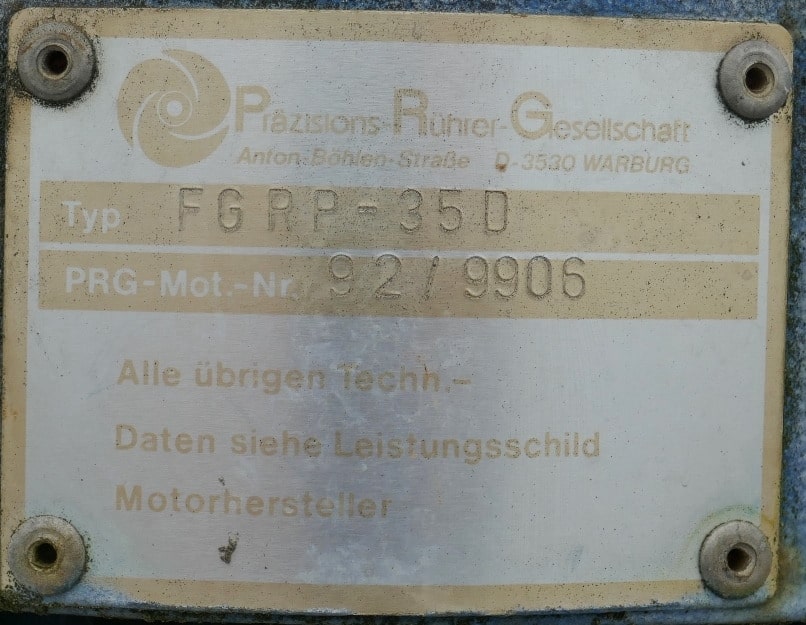 Präzisions-Rührer-Gesellschaft
Anton-Böhlen-Straße D-3530 WARBURG
Typ FGRP-35D
PRG-Mot.-Nr. 92/9906
Alle übrigen Techn.-
Daten siehe Leistungsschild
Motorhersteller